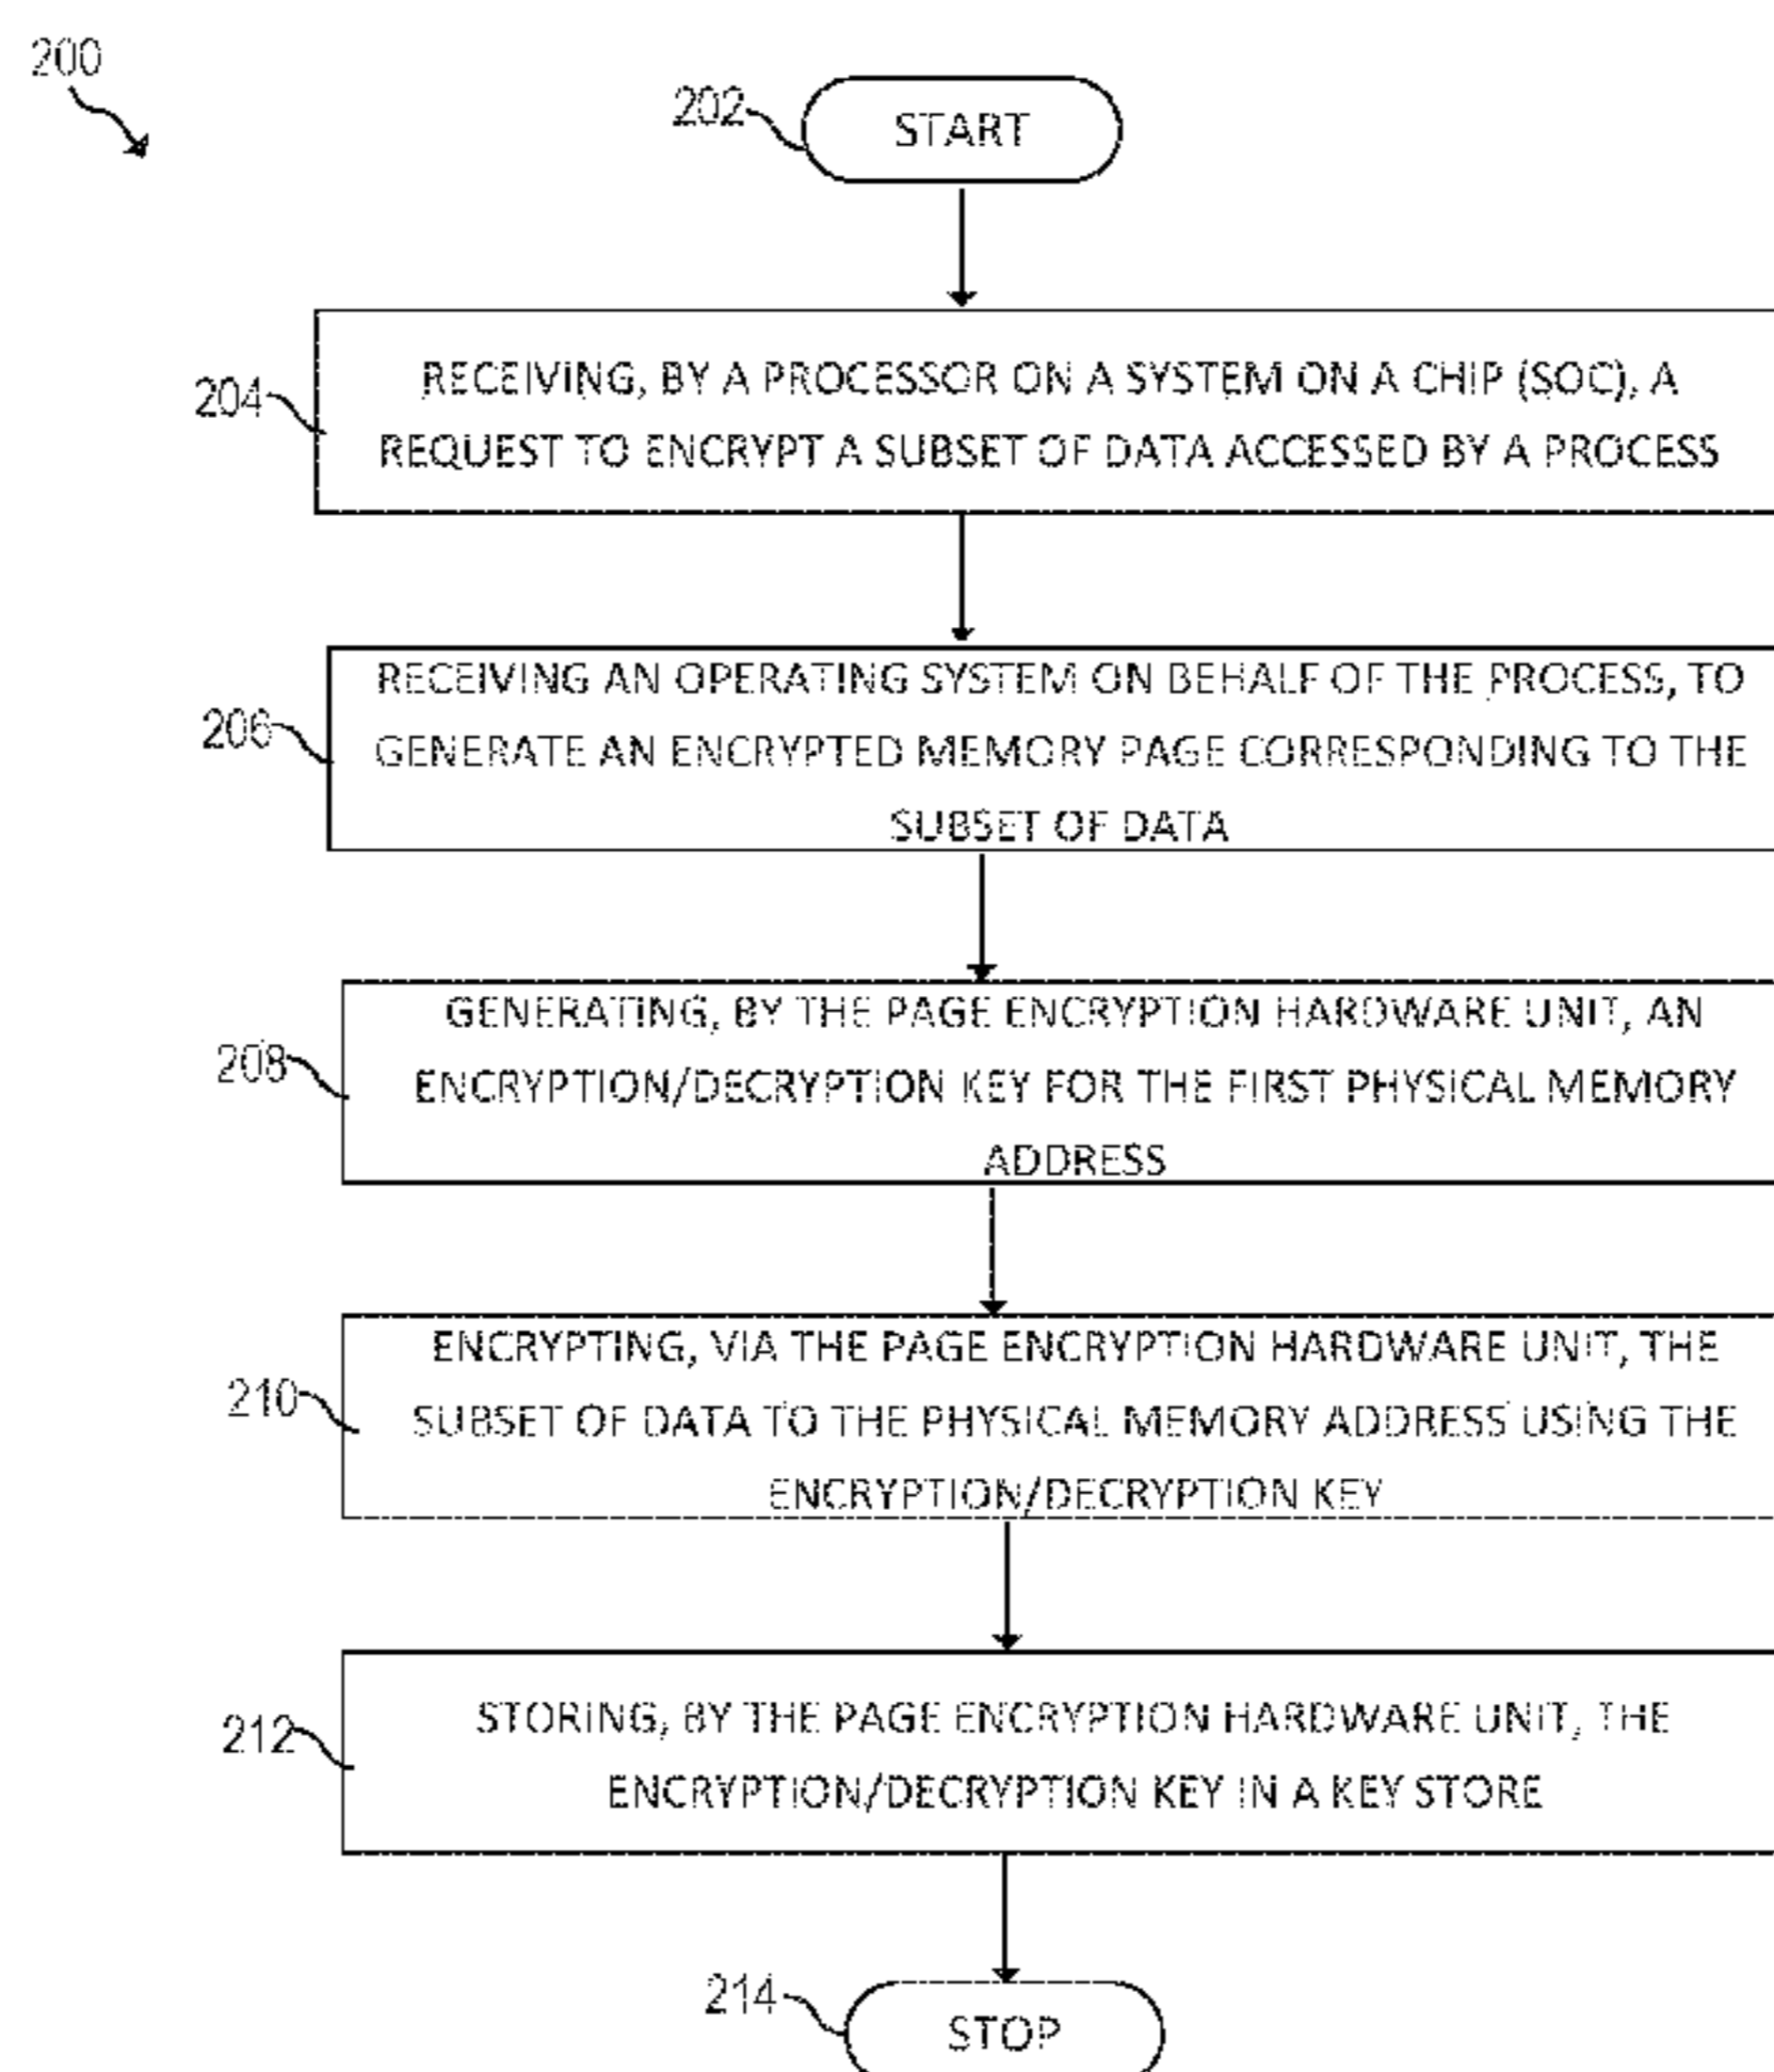 200
202
START
204
RECEIVING, BY A PROCESSOR ON A SYSTEM ON A CHIP (SOC), A
REQUEST TO ENCRYPT A SUBSET OF DATA ACCESSED BY A PROCESS
206
RECEIVING AN OPERATING SYSTEM ON BEHALF OF THE PROCESS, TO
GENERATE AN ENCRYPTED MEMORY PAGE CORRESPONDING TO THE
SUBSET OF DATA
208
GENERATING, BY THE PAGE ENCRYPTION HARDWARE UNIT, AN
ENCRYPTION/DECRYPTION KEY FOR THE FIRST PHYSICAL MEMORY
ADDRESS
210
ENCRYPTING, VIA THE PAGE ENCRYPTION HARDWARE UNIT, THE
SUBSET OF DATA TO THE PHYSICAL MEMORY ADDRESS USING THE
ENCRYPTION/DECRYPTION KEY
212
STORING, BY THE PAGE ENCRYPTION HARDWARE UNIT, THE
ENCRYPTION/DECRYPTION KEY IN A KEY STORE
214
STOP